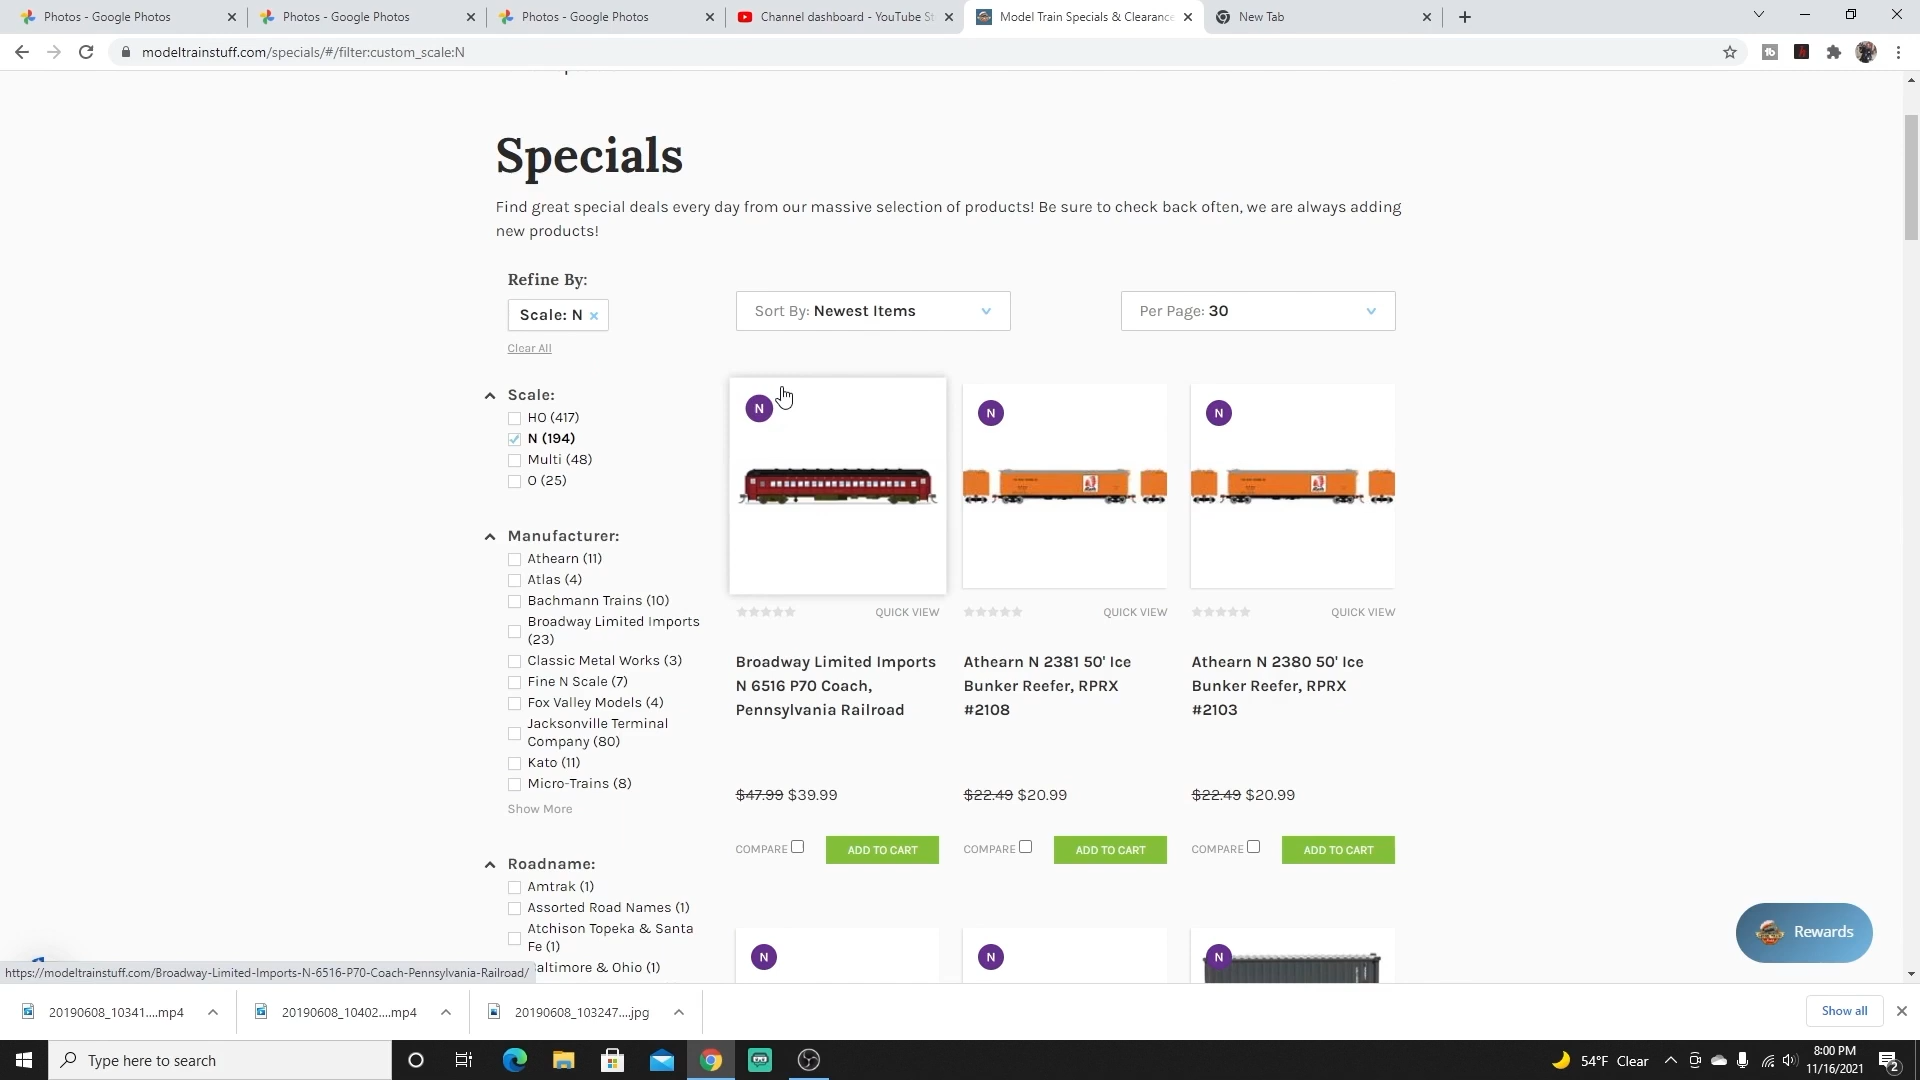 Photos - Google Photos
Photos - Google Photos
Photos - Google Photos
Channel dashboard - YouTube St
Model Train Specials & Clearance
New Tab
modeltrainstuff.com/specials/#/filter:custom_scale:N
Specials
Find great special deals every day from our massive selection of products! Be sure to check back often, we are always adding
new products!
Refine By:
Scale: N ×
Clear All
Sort By: Newest Items
Per Page: 30
Scale:
HO (417)
N (194)
Multi (48)
O (25)
Manufacturer:
Athearn (11)
Atlas (4)
Bachmann Trains (10)
Broadway Limited Imports
(23)
Classic Metal Works (3)
Fine N Scale (7)
Fox Valley Models (4)
Jacksonville Terminal
Company (80)
Kato (11)
Micro-Trains (8)
Show More
Roadname:
Amtrak (1)
Assorted Road Names (1)
Atchison Topeka & Santa
Fe (1)
Baltimore & Ohio (1)
N
QUICK VIEW
Broadway Limited Imports
N 6516 P70 Coach,
Pennsylvania Railroad
$47.99 $39.99
COMPARE
ADD TO CART
N
QUICK VIEW
Athearn N 2381 50' Ice
Bunker Reefer, RPRX
#2108
$22.49 $20.99
COMPARE
ADD TO CART
N
QUICK VIEW
Athearn N 2380 50' Ice
Bunker Reefer, RPRX
#2103
$22.49 $20.99
COMPARE
ADD TO CART
N
N
N
Rewards
https://modeltrainstuff.com/Broadway-Limited-Imports-N-6516-P70-Coach-Pennsylvania-Railroad/
20190608_10341....mp4
20190608_10402....mp4
20190608_103247....jpg
Show all
Type here to search
54°F Clear
8:00 PM
11/16/2021
2